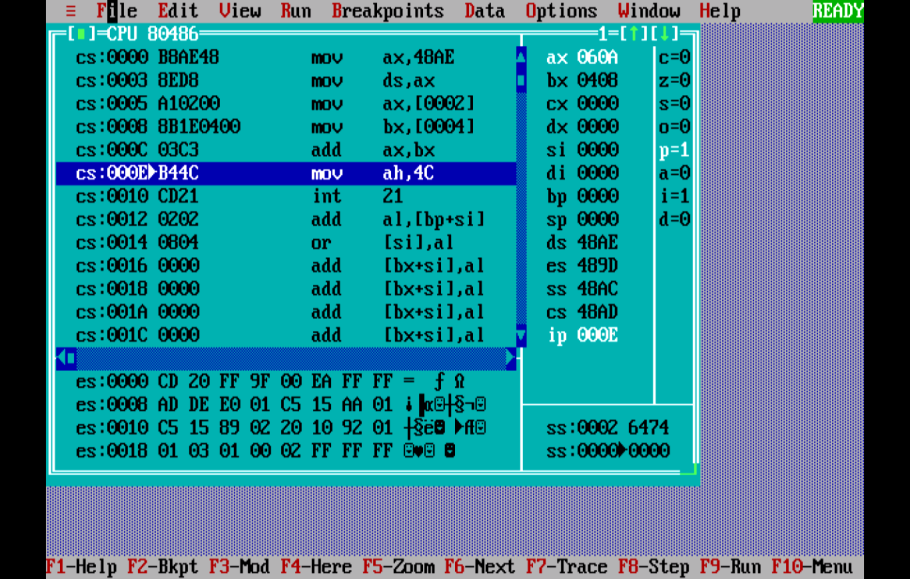 ≡ File Edit View Run Breakpoints Data Options Window Help READY
[■]=CPU 80486 1=[↑][↓]
cs:0000 B8AE48 mov ax,48AE ax 060A c=0
cs:0003 8ED8 mov ds,ax bx 0408 z=0
cs:0005 A10200 mov ax,[0002] cx 0000 s=0
cs:0008 8B1E0400 mov bx,[0004] dx 0000 o=0
cs:000C 03C3 add ax,bx si 0000 p=1
cs:000E►B44C mov ah,4C di 0000 a=0
cs:0010 CD21 int 21 bp 0000 i=1
cs:0012 0202 add al,[bp+si] sp 0000 d=0
cs:0014 0804 or [si],al ds 48AE
cs:0016 0000 add [bx+si],al es 489D
cs:0018 0000 add [bx+si],al ss 48AC
cs:001A 0000 add [bx+si],al cs 48AD
cs:001C 0000 add [bx+si],al ip 000E
es:0000 CD 20 FF 9F 00 EA FF FF = ƒ Ω
es:0008 AD DE E0 01 C5 15 AA 01 ¡▐α☺┼§¬☺
es:0010 C5 15 89 02 20 10 92 01 ┼§ë☻ ►Æ☺ ss:0002 6474
es:0018 01 03 01 00 02 FF FF FF ☺♥☺ ☻ ss:0000►0000
F1-Help F2-Bkpt F3-Mod F4-Here F5-Zoom F6-Next F7-Trace F8-Step F9-Run F10-Menu